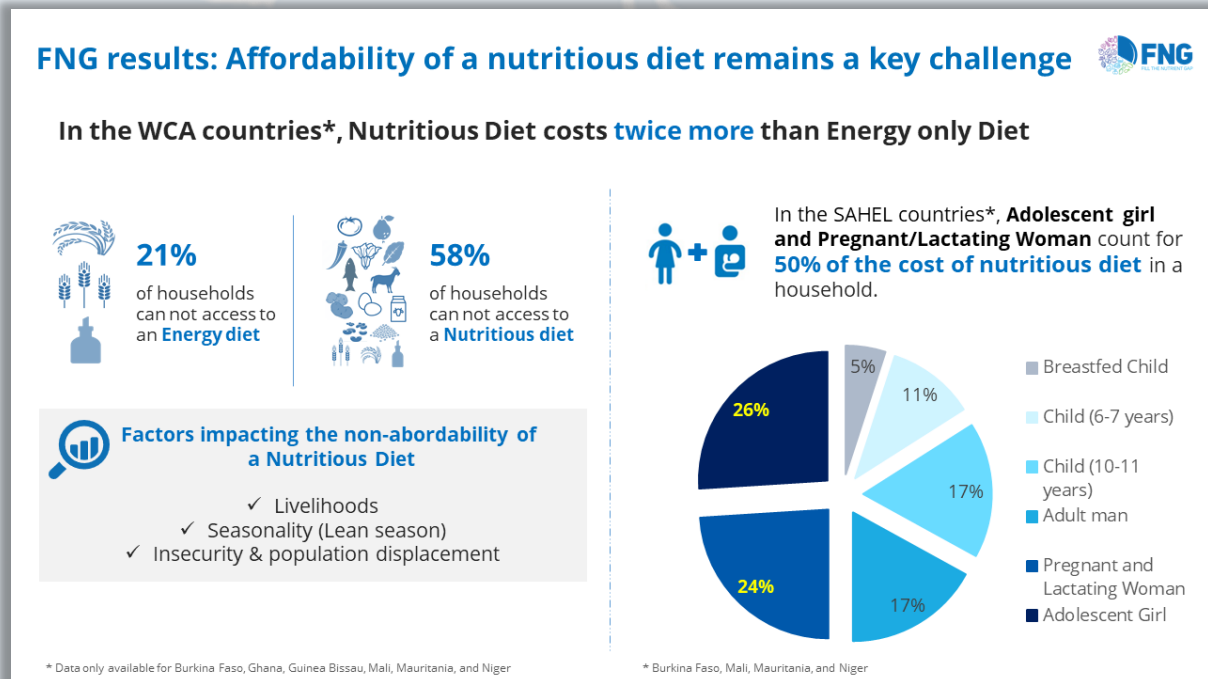 FNG results: Affordability of a nutritious diet remains a key challenge
FNG
FILL THE NUTRIENT GAP
In the WCA countries*, Nutritious Diet costs twice more than Energy only Diet
21%
of households
can not access to
an Energy diet
58%
of households
can not access to
a Nutritious diet
Factors impacting the non-abordability of
a Nutritious Diet
✓ Livelihoods
✓ Seasonality (Lean season)
✓ Insecurity & population displacement
* Data only available for Burkina Faso, Ghana, Guinea Bissau, Mali, Mauritania, and Niger
In the SAHEL countries*, Adolescent girl
and Pregnant/Lactating Woman count for
50% of the cost of nutritious diet in a
household.
5%
11%
17%
17%
24%
26%
Breastfed Child
Child (6-7 years)
Child (10-11
years)
Adult man
Pregnant and
Lactating Woman
Adolescent Girl
* Burkina Faso, Mali, Mauritania, and Niger